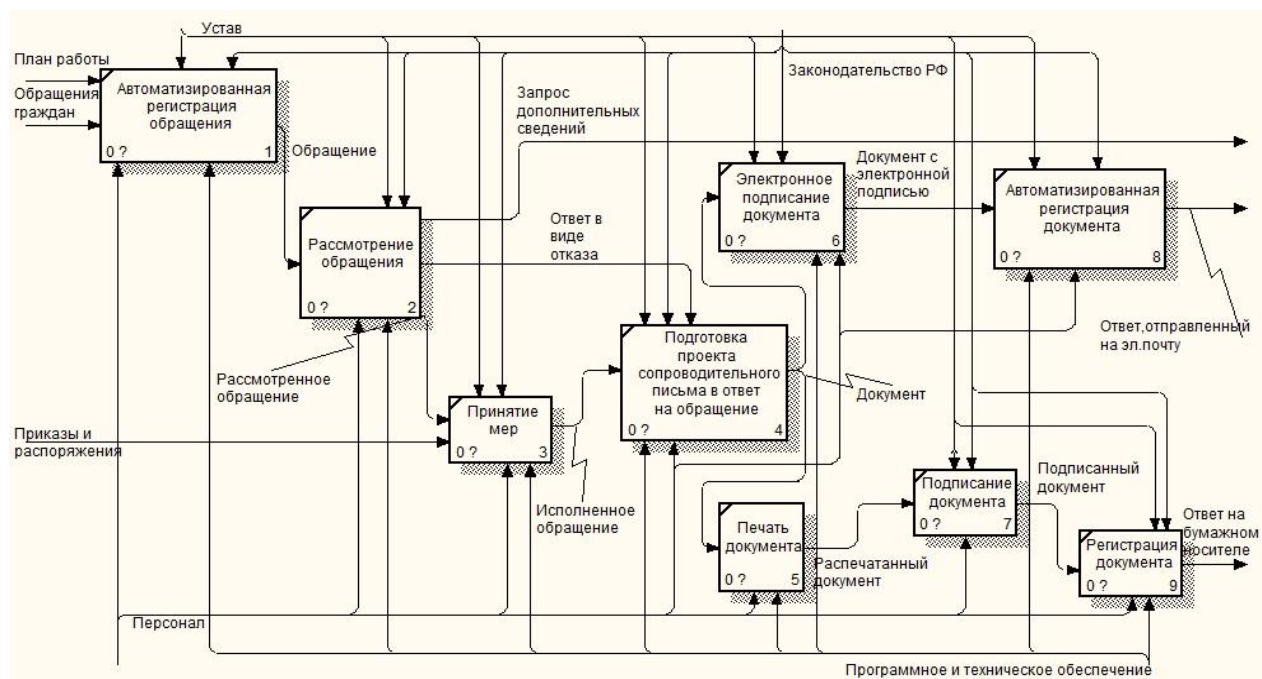 Устав
План работы
Обращения
граждан
Автоматизированная
регистрация
обращения
0 ?
1
Обращение
Законодательство РФ
Запрос
дополнительных
сведений
Рассмотрение
обращения
0 ?
2
Ответ в
виде
отказа
Электронное
подписание
документа
0 ?
6
Документ с
электронной
подписью
Автоматизированная
регистрация
документа
0 ?
8
Ответ,отправленный
на эл.почту
Рассмотренное
обращение
Подготовка
проекта
сопроводительного
письма в ответ
на обращение
0 ?
4
Документ
Приказы и
распоряжения
Принятие
мер
0 ?
3
Исполненное
обращение
Печать
документа
0 ?
5
Распечатанный
документ
Подписание
документа
0 ?
7
Подписанный
документ
Регистрация
документа
0 ?
9
Ответ на
бумажном
носителе
Персонал
Программное и техническое обеспечение